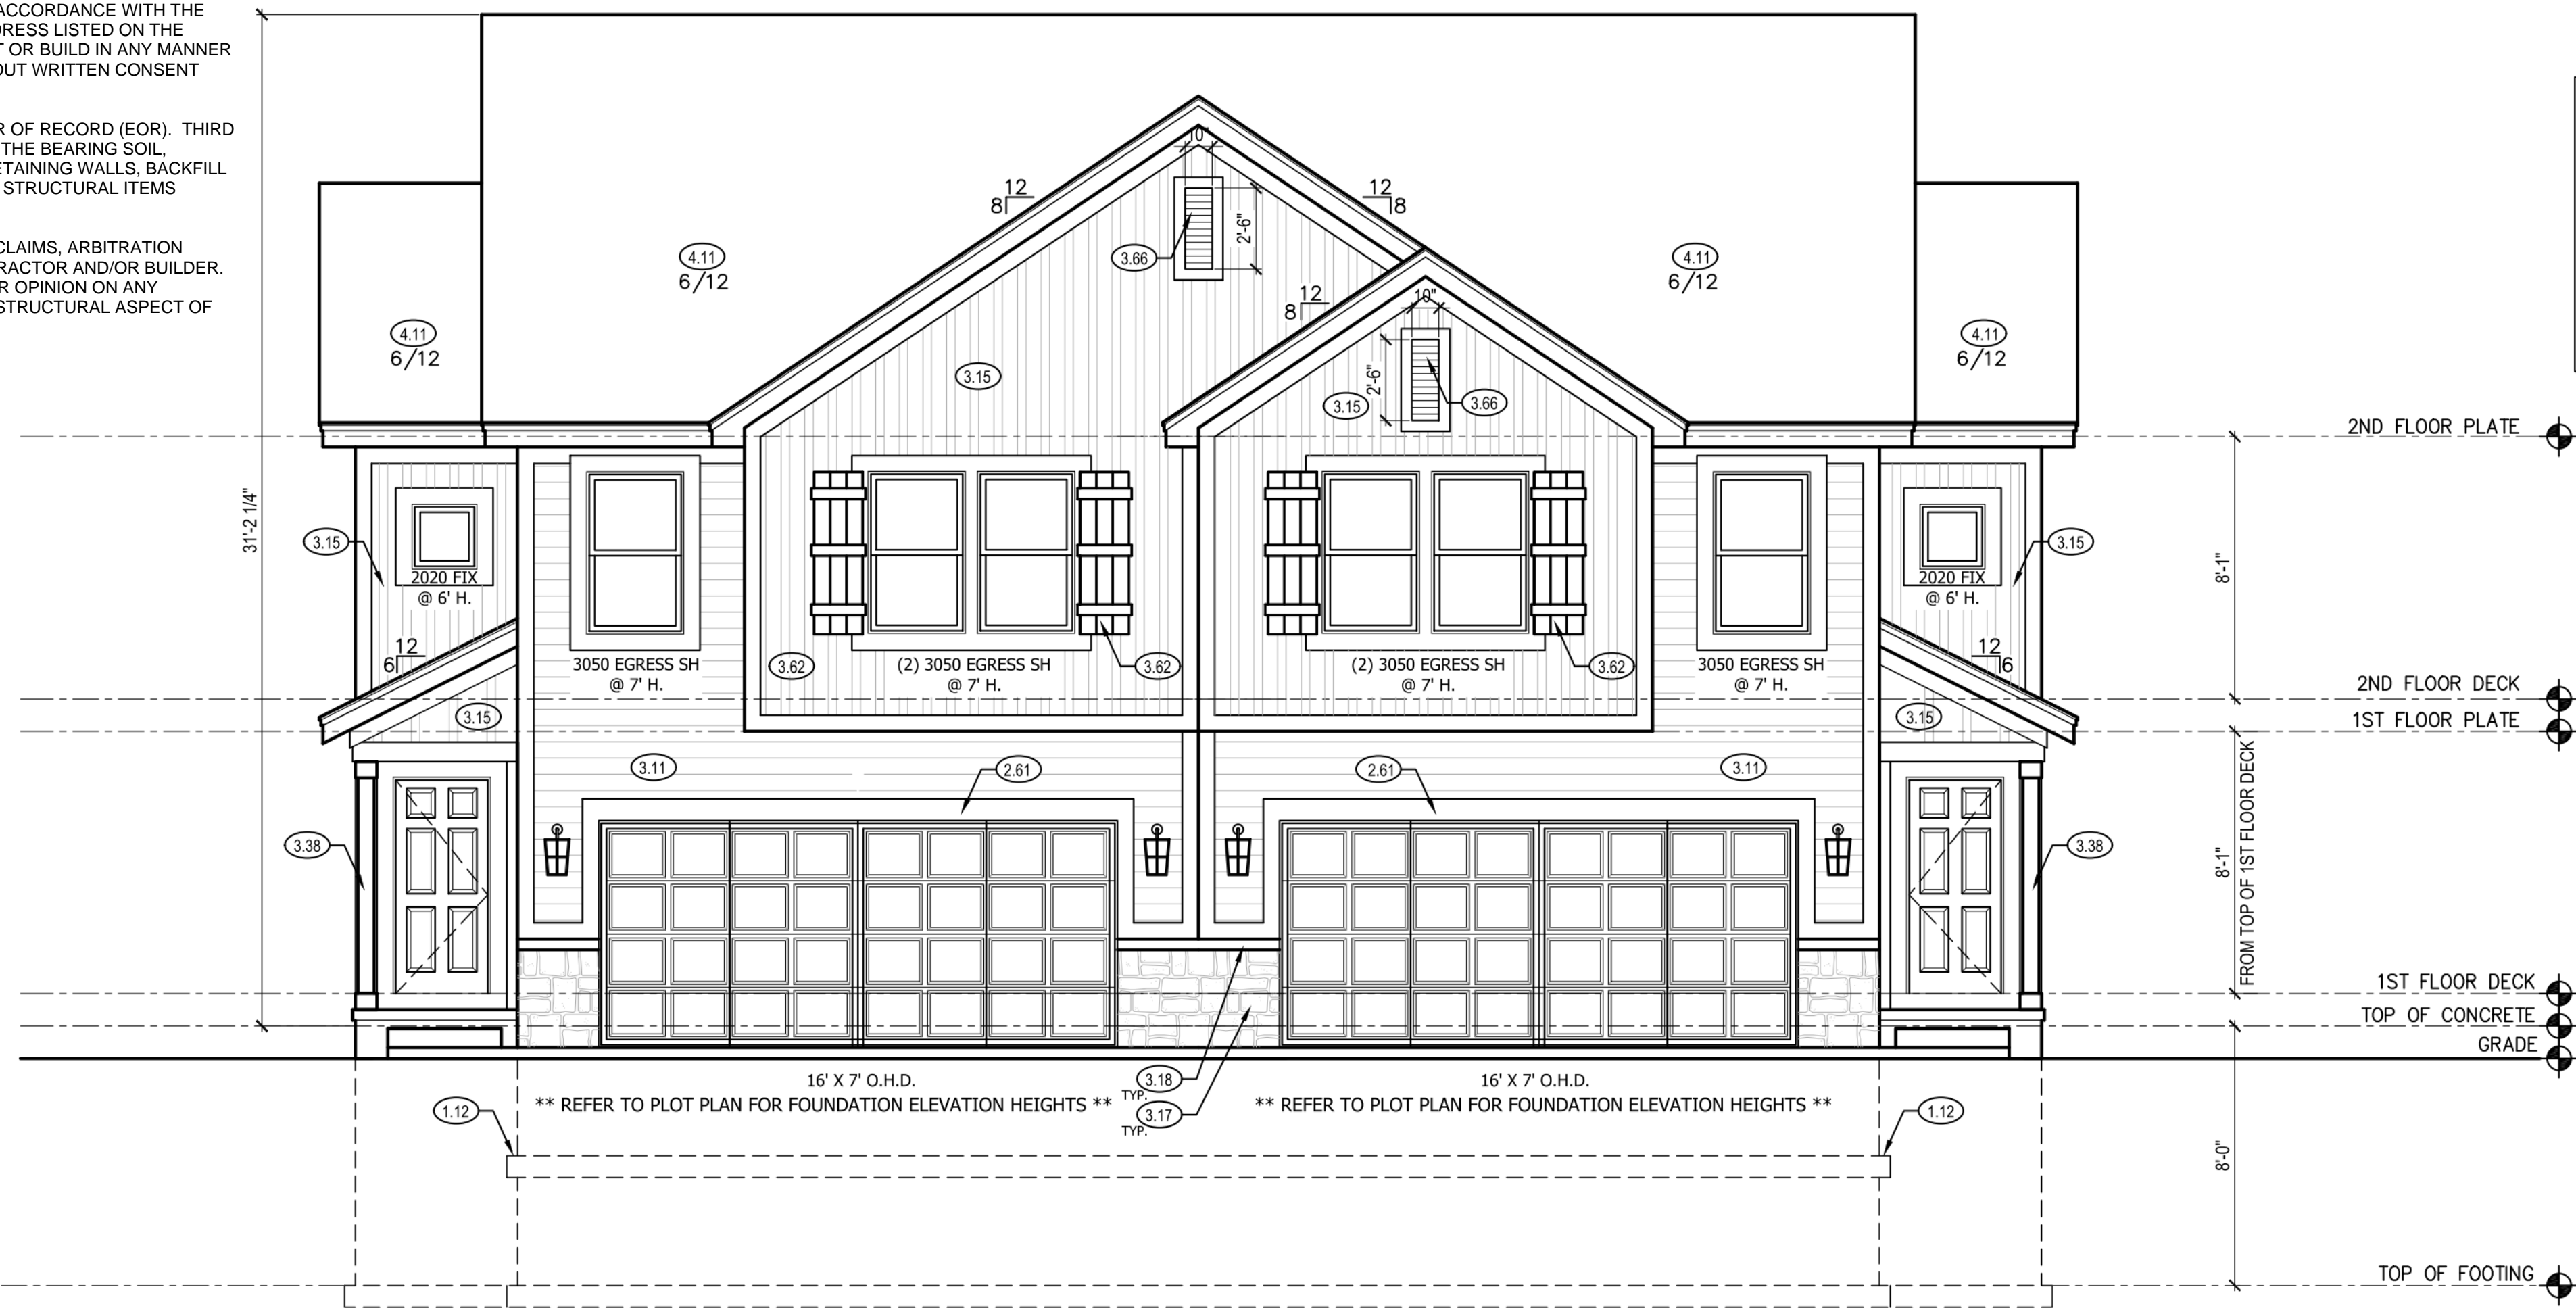 ACCORDANCE WITH THE
DRESS LISTED ON THE
T OR BUILD IN ANY MANNER
OUT WRITTEN CONSENT
R OF RECORD (EOR).  THIRD
THE BEARING SOIL,
ETAINING WALLS, BACKFILL
STRUCTURAL ITEMS
CLAIMS, ARBITRATION
RACTOR AND/OR BUILDER.
R OPINION ON ANY
STRUCTURAL ASPECT OF
31'-2 1/4"
10"
12
8
12
8
2'-6"
3.66
4.11
6/12
4.11
6/12
12
8
10"
4.11
6/12
4.11
6/12
3.15
2'-6"
3.15
3.66
2ND FLOOR PLATE
3.15
2020 FIX
@ 6' H.
3.15
2020 FIX
@ 6' H.
8'-1"
12
6
12
6
3050 EGRESS SH
@ 7' H.
3.62
(2) 3050 EGRESS SH
@ 7' H.
3.62
(2) 3050 EGRESS SH
@ 7' H.
3.62
3050 EGRESS SH
@ 7' H.
2ND FLOOR DECK
3.15
3.15
1ST FLOOR PLATE
3.11
2.61
2.61
3.11
3.38
3.38
8'-1"
FROM TOP OF 1ST FLOOR DECK
1ST FLOOR DECK
TOP OF CONCRETE
GRADE
16' X 7' O.H.D.
** REFER TO PLOT PLAN FOR FOUNDATION ELEVATION HEIGHTS **
3.18
TYP.
3.17
TYP.
16' X 7' O.H.D.
** REFER TO PLOT PLAN FOR FOUNDATION ELEVATION HEIGHTS **
1.12
1.12
8'-0"
TOP OF FOOTING